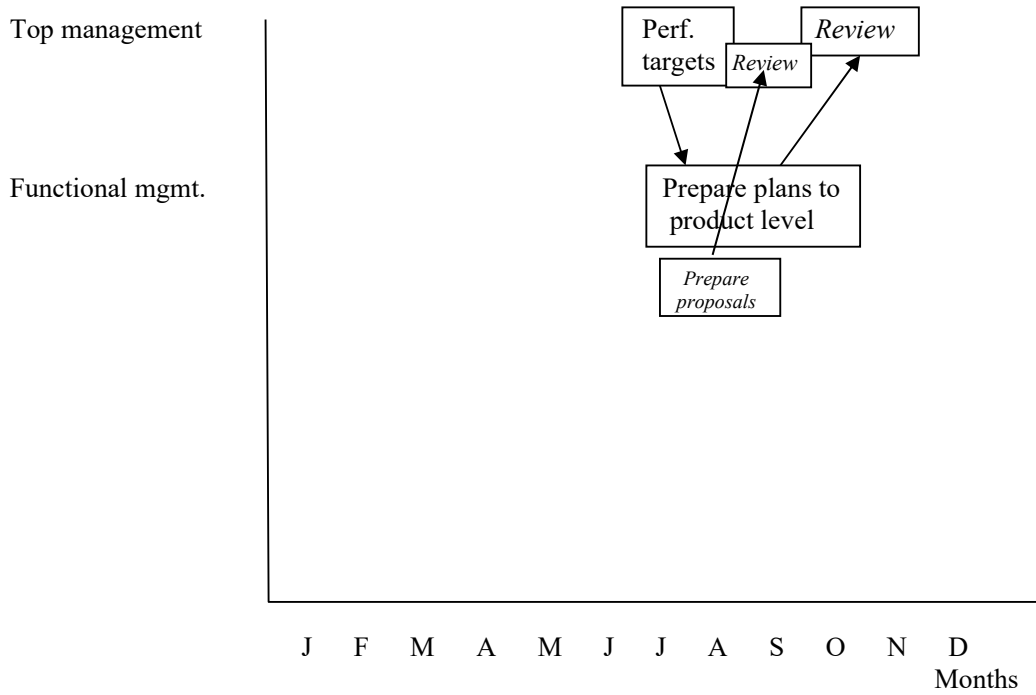 Top management
Perf.
targets
Review
Review
Functional mgmt.
Prepare plans to
product level
Prepare
proposals
J F M A M J J A S O N D
Months